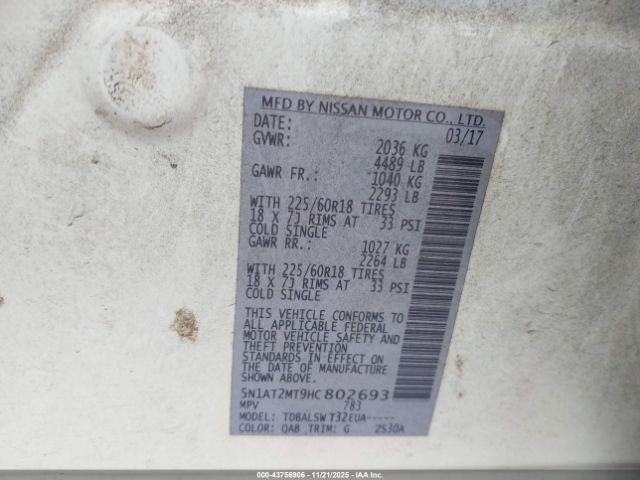 MFD BY NISSAN MOTOR CO., LTD.
DATE: 03/17
GVWR: 2036 KG
4489 LB
GAWR FR.: 1040 KG
2293 LB
WITH 225/60R18 TIRES
18 X 7J RIMS AT 33 PSI
COLD SINGLE
GAWR RR.: 1027 KG
2264 LB
WITH 225/60R18 TIRES
18 X 7J RIMS AT 33 PSI
COLD SINGLE
THIS VEHICLE CONFORMS TO
ALL APPLICABLE FEDERAL
MOTOR VEHICLE SAFETY AND
THEFT PREVENTION
STANDARDS IN EFFECT ON
THE DATE OF MANUFACTURE
SHOWN ABOVE.
5N1AT2MT9HC802693
MPV 783
MODEL: TDBALSW T32EUA-----
COLOR: QAB TRIM: G 2S30A
000-43756906 - 11/21/2025 - IAA, Inc.